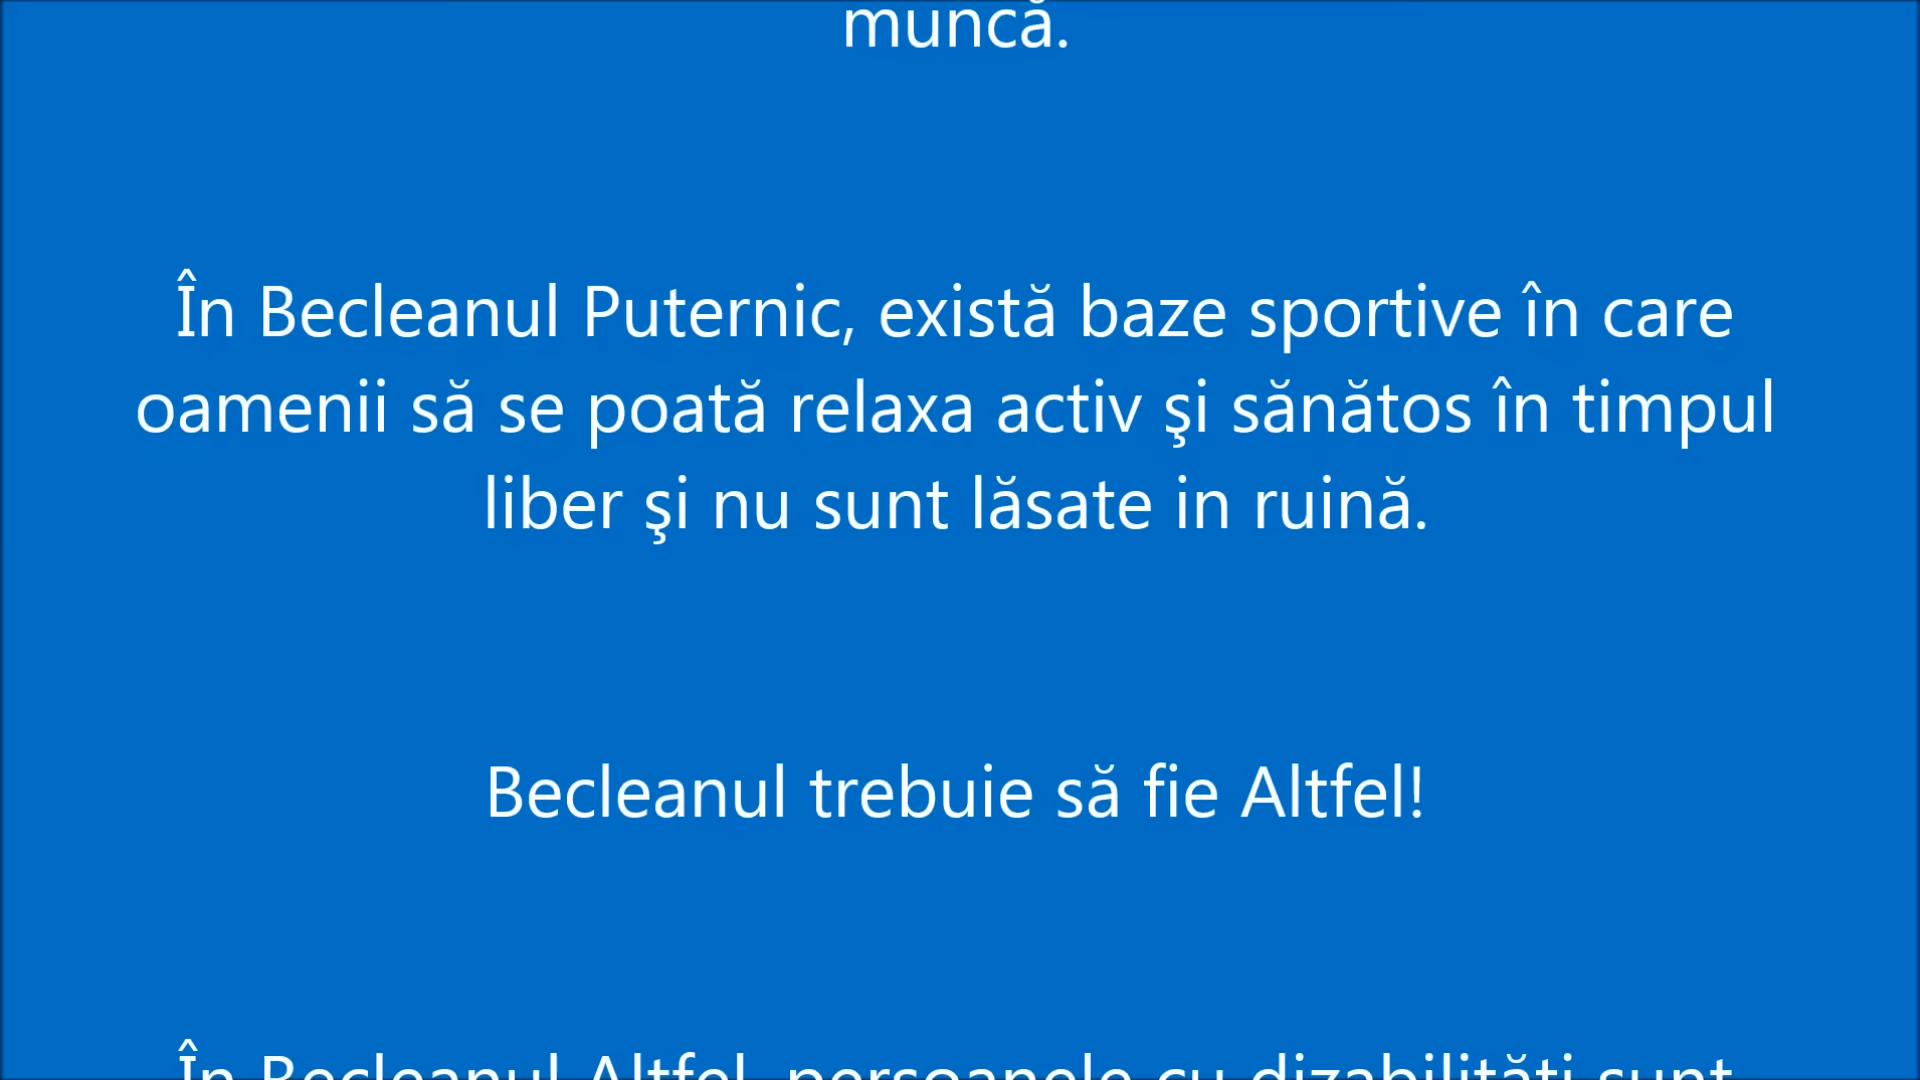 muncă.
În Becleanul Puternic, există baze sportive în care
oamenii să se poată relaxa activ şi sănătos în timpul
liber şi nu sunt lăsate in ruină.
Becleanul trebuie să fie Altfel!
În Becleanul Altfel, persoanele cu dizabilităţi sunt